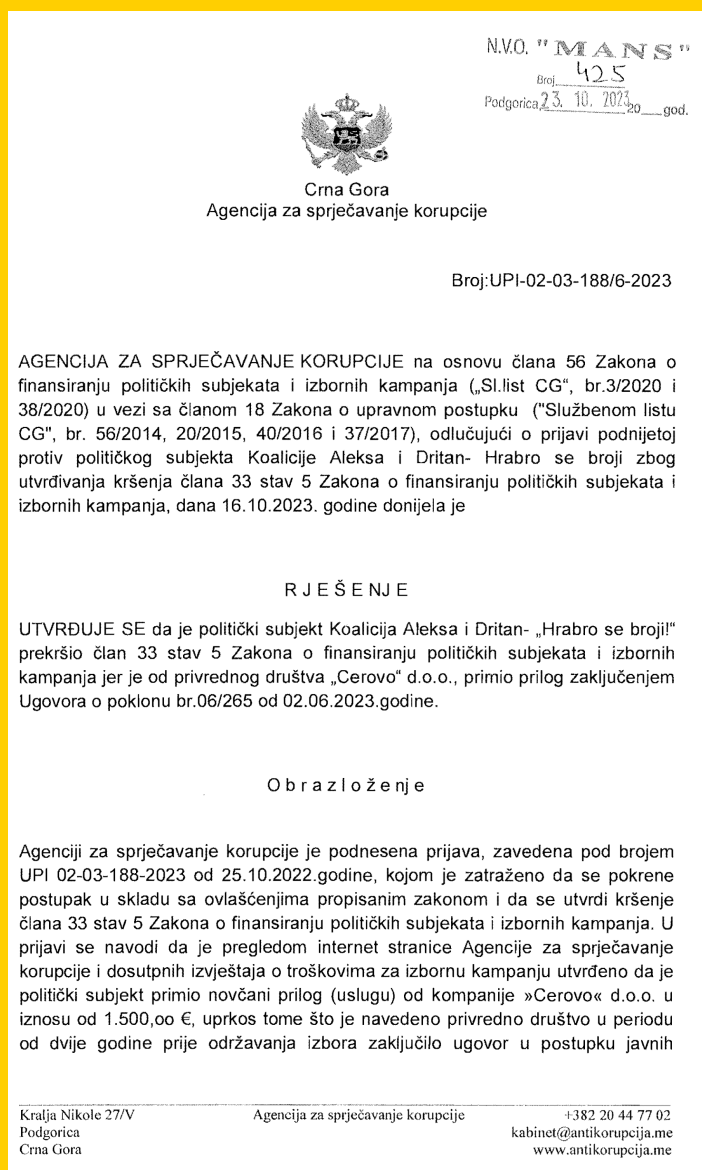 N.V.O. "MANS"
Broj 425
Podgorica, 23. 10. 2023 20___god.
Crna Gora
Agencija za sprječavanje korupcije
Broj:UPI-02-03-188/6-2023
AGENCIJA ZA SPRJEČAVANJE KORUPCIJE na osnovu člana 56 Zakona o
finansiranju političkih subjekata i izbornih kampanja („Sl.list CG“, br.3/2020 i
38/2020) u vezi sa članom 18 Zakona o upravnom postupku ("Službenom listu
CG", br. 56/2014, 20/2015, 40/2016 i 37/2017), odlučujući o prijavi podnijetoj
protiv političkog subjekta Koalicije Aleksa i Dritan- Hrabro se broji zbog
utvrđivanja kršenja člana 33 stav 5 Zakona o finansiranju političkih subjekata i
izbornih kampanja, dana 16.10.2023. godine donijela je
R J E Š E NJ E
UTVRĐUJE SE da je politički subjekt Koalicija Aleksa i Dritan- „Hrabro se broji!“
prekršio član 33 stav 5 Zakona o finansiranju političkih subjekata i izbornih
kampanja jer je od privrednog društva „Cerovo“ d.o.o., primio prilog zaključenjem
Ugovora o poklonu br.06/265 od 02.06.2023.godine.
O b r a z l o ž e nj e
Agenciji za sprječavanje korupcije je podnesena prijava, zavedena pod brojem
UPI 02-03-188-2023 od 25.10.2022.godine, kojom je zatraženo da se pokrene
postupak u skladu sa ovlašćenjima propisanim zakonom i da se utvrdi kršenje
člana 33 stav 5 Zakona o finansiranju političkih subjekata i izbornih kampanja. U
prijavi se navodi da je pregledom internet stranice Agencije za sprječavanje
korupcije i dosutpnih izvještaja o troškovima za izbornu kampanju utvrđeno da je
politički subjekt primio novčani prilog (uslugu) od kompanije »Cerovo« d.o.o. u
iznosu od 1.500,oo €, uprkos tome što je navedeno privredno društvo u periodu
od dvije godine prije održavanja izbora zaključilo ugovor u postupku javnih
Kralja Nikole 27/V Agencija za sprječavanje korupcije +382 20 44 77 02
Podgorica kabinet@antikorupcija.me
Crna Gora www.antikorupcija.me